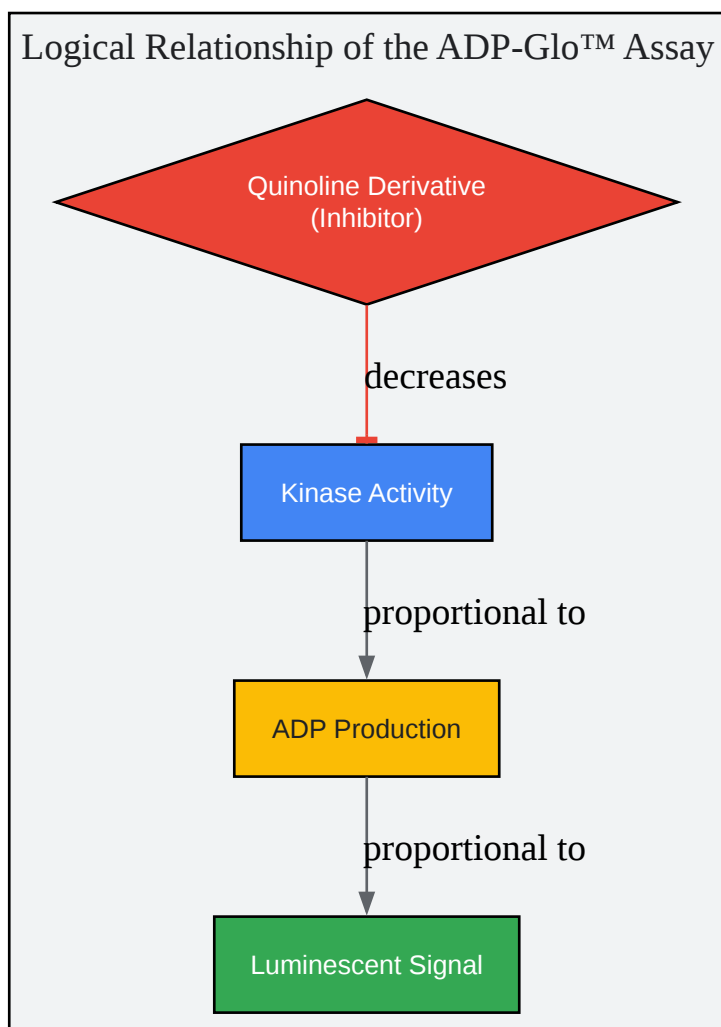 Logical Relationship of the ADP-Glo™ Assay
Quinoline Derivative
(Inhibitor)
decreases
Kinase Activity
proportional to
ADP Production
proportional to
Luminescent Signal